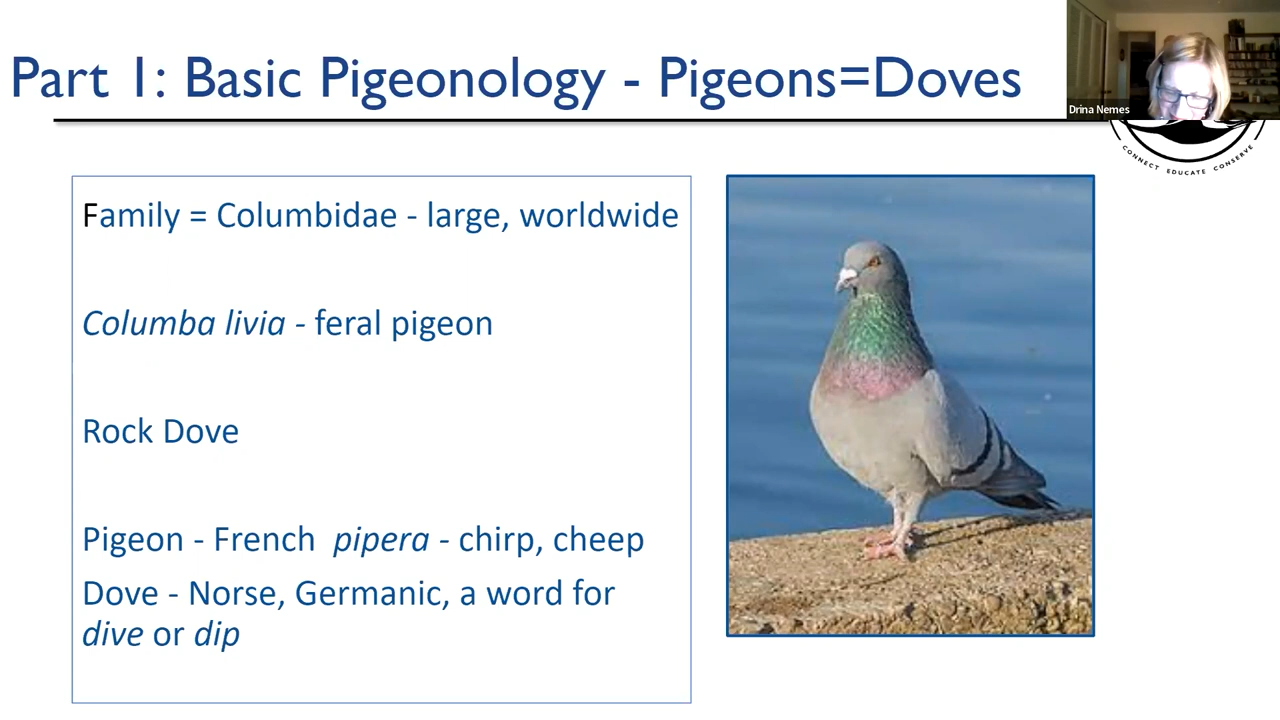 Part 1: Basic Pigeonology - Pigeons=Doves
Drina Nemes
CONNECT EDUCATE CONSERVE
Family = Columbidae - large, worldwide
Columba livia - feral pigeon
Rock Dove
Pigeon - French pipera - chirp, cheep
Dove - Norse, Germanic, a word for
dive or dip